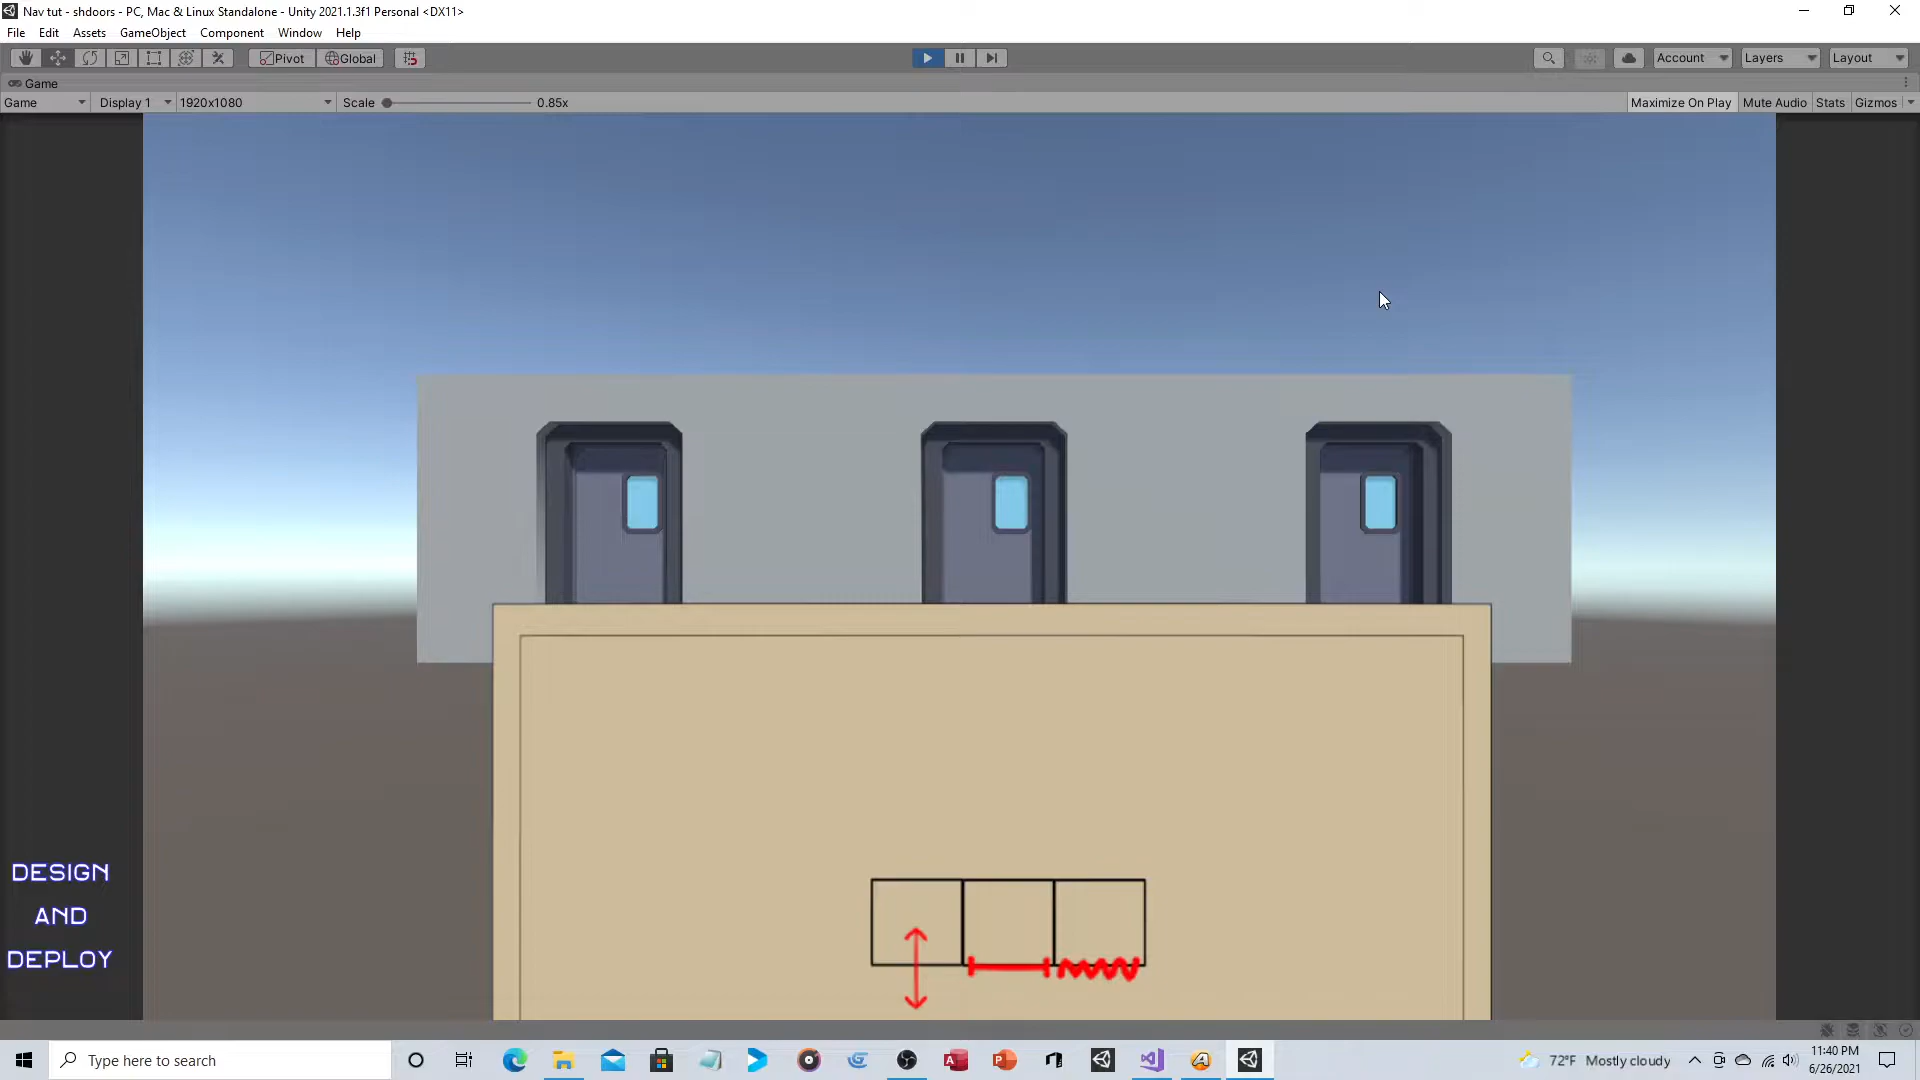 Nav tut - shdoors - PC, Mac & Linux Standalone - Unity 2021.1.3f1 Personal <DX11>
File Edit Assets GameObject Component Window Help
Pivot Global Account Layers Layout
Game
Game Display 1 1920x1080 Scale 0.85x Maximize On Play Mute Audio Stats Gizmos
DESIGN
AND
DEPLOY
Type here to search
72°F Mostly cloudy
11:40 PM
6/26/2021